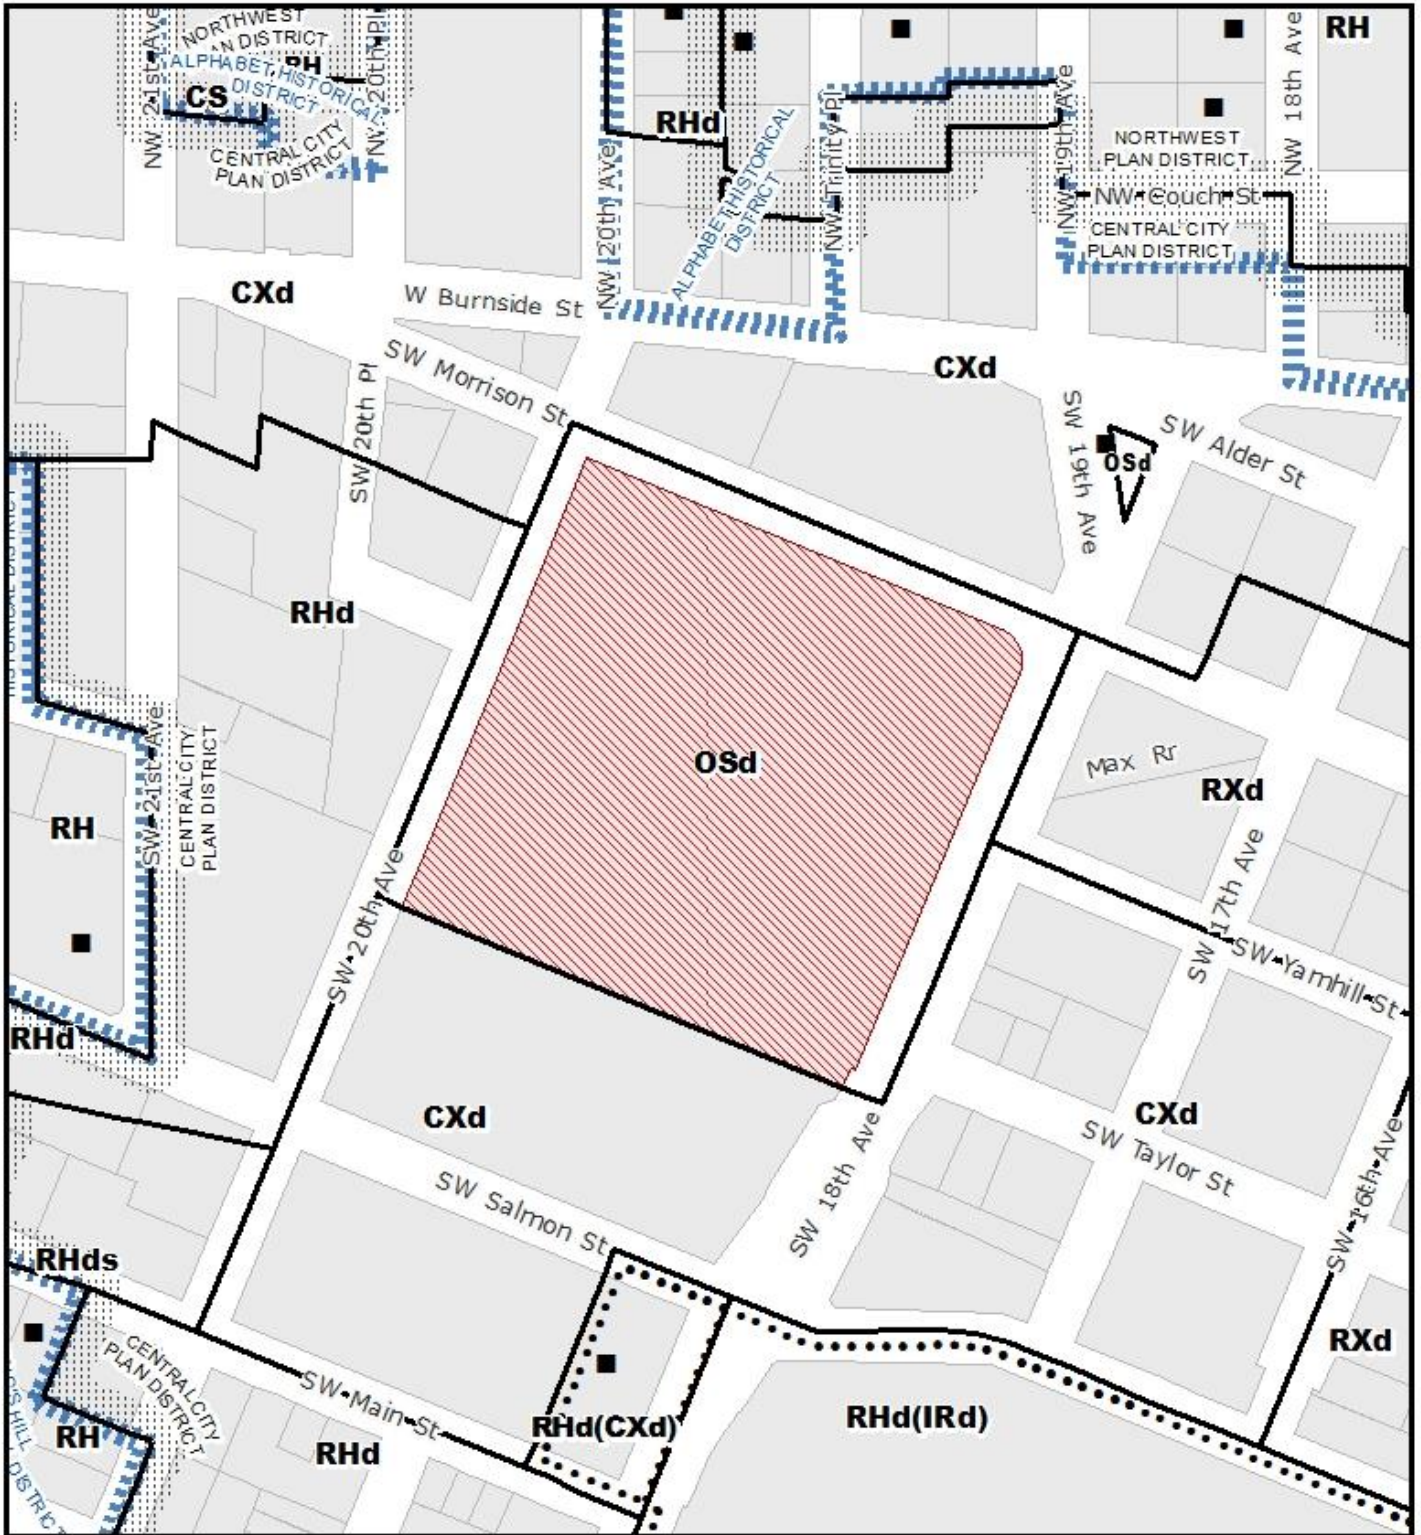 NW 21st Ave
NORTHWEST
PLAN DISTRICT
ALPHABET HISTORICAL
DISTRICT
RH
CS
CENTRAL CITY
PLAN DISTRICT
NW 20th Pl
RHd
ALPHABET HISTORICAL
DISTRICT
NW 20th Ave
NW Trinity Pl
NW 19th Ave
NORTHWEST
PLAN DISTRICT
NW Couch St
CENTRAL CITY
PLAN DISTRICT
NW 18th Ave
RH
CXd
W Burnside St
CXd
SW Morrison St
SW 20th Pl
SW 19th Ave
OSd
SW Alder St
HISTORICAL DISTRICT
RHd
OSd
Max Rr
RXd
SW 21st Ave
CENTRAL CITY
PLAN DISTRICT
RH
SW 20th Ave
SW 17th Ave
SW Yamhill St
RHd
CXd
CXd
SW Taylor St
SW 18th Ave
SW 16th Ave
SW Salmon St
RHds
CENTRAL CITY
PLAN DISTRICT
RH
SW Main St
RHd
RHd(CXd)
RHd(IRd)
RXd
HILL
DISTRICT